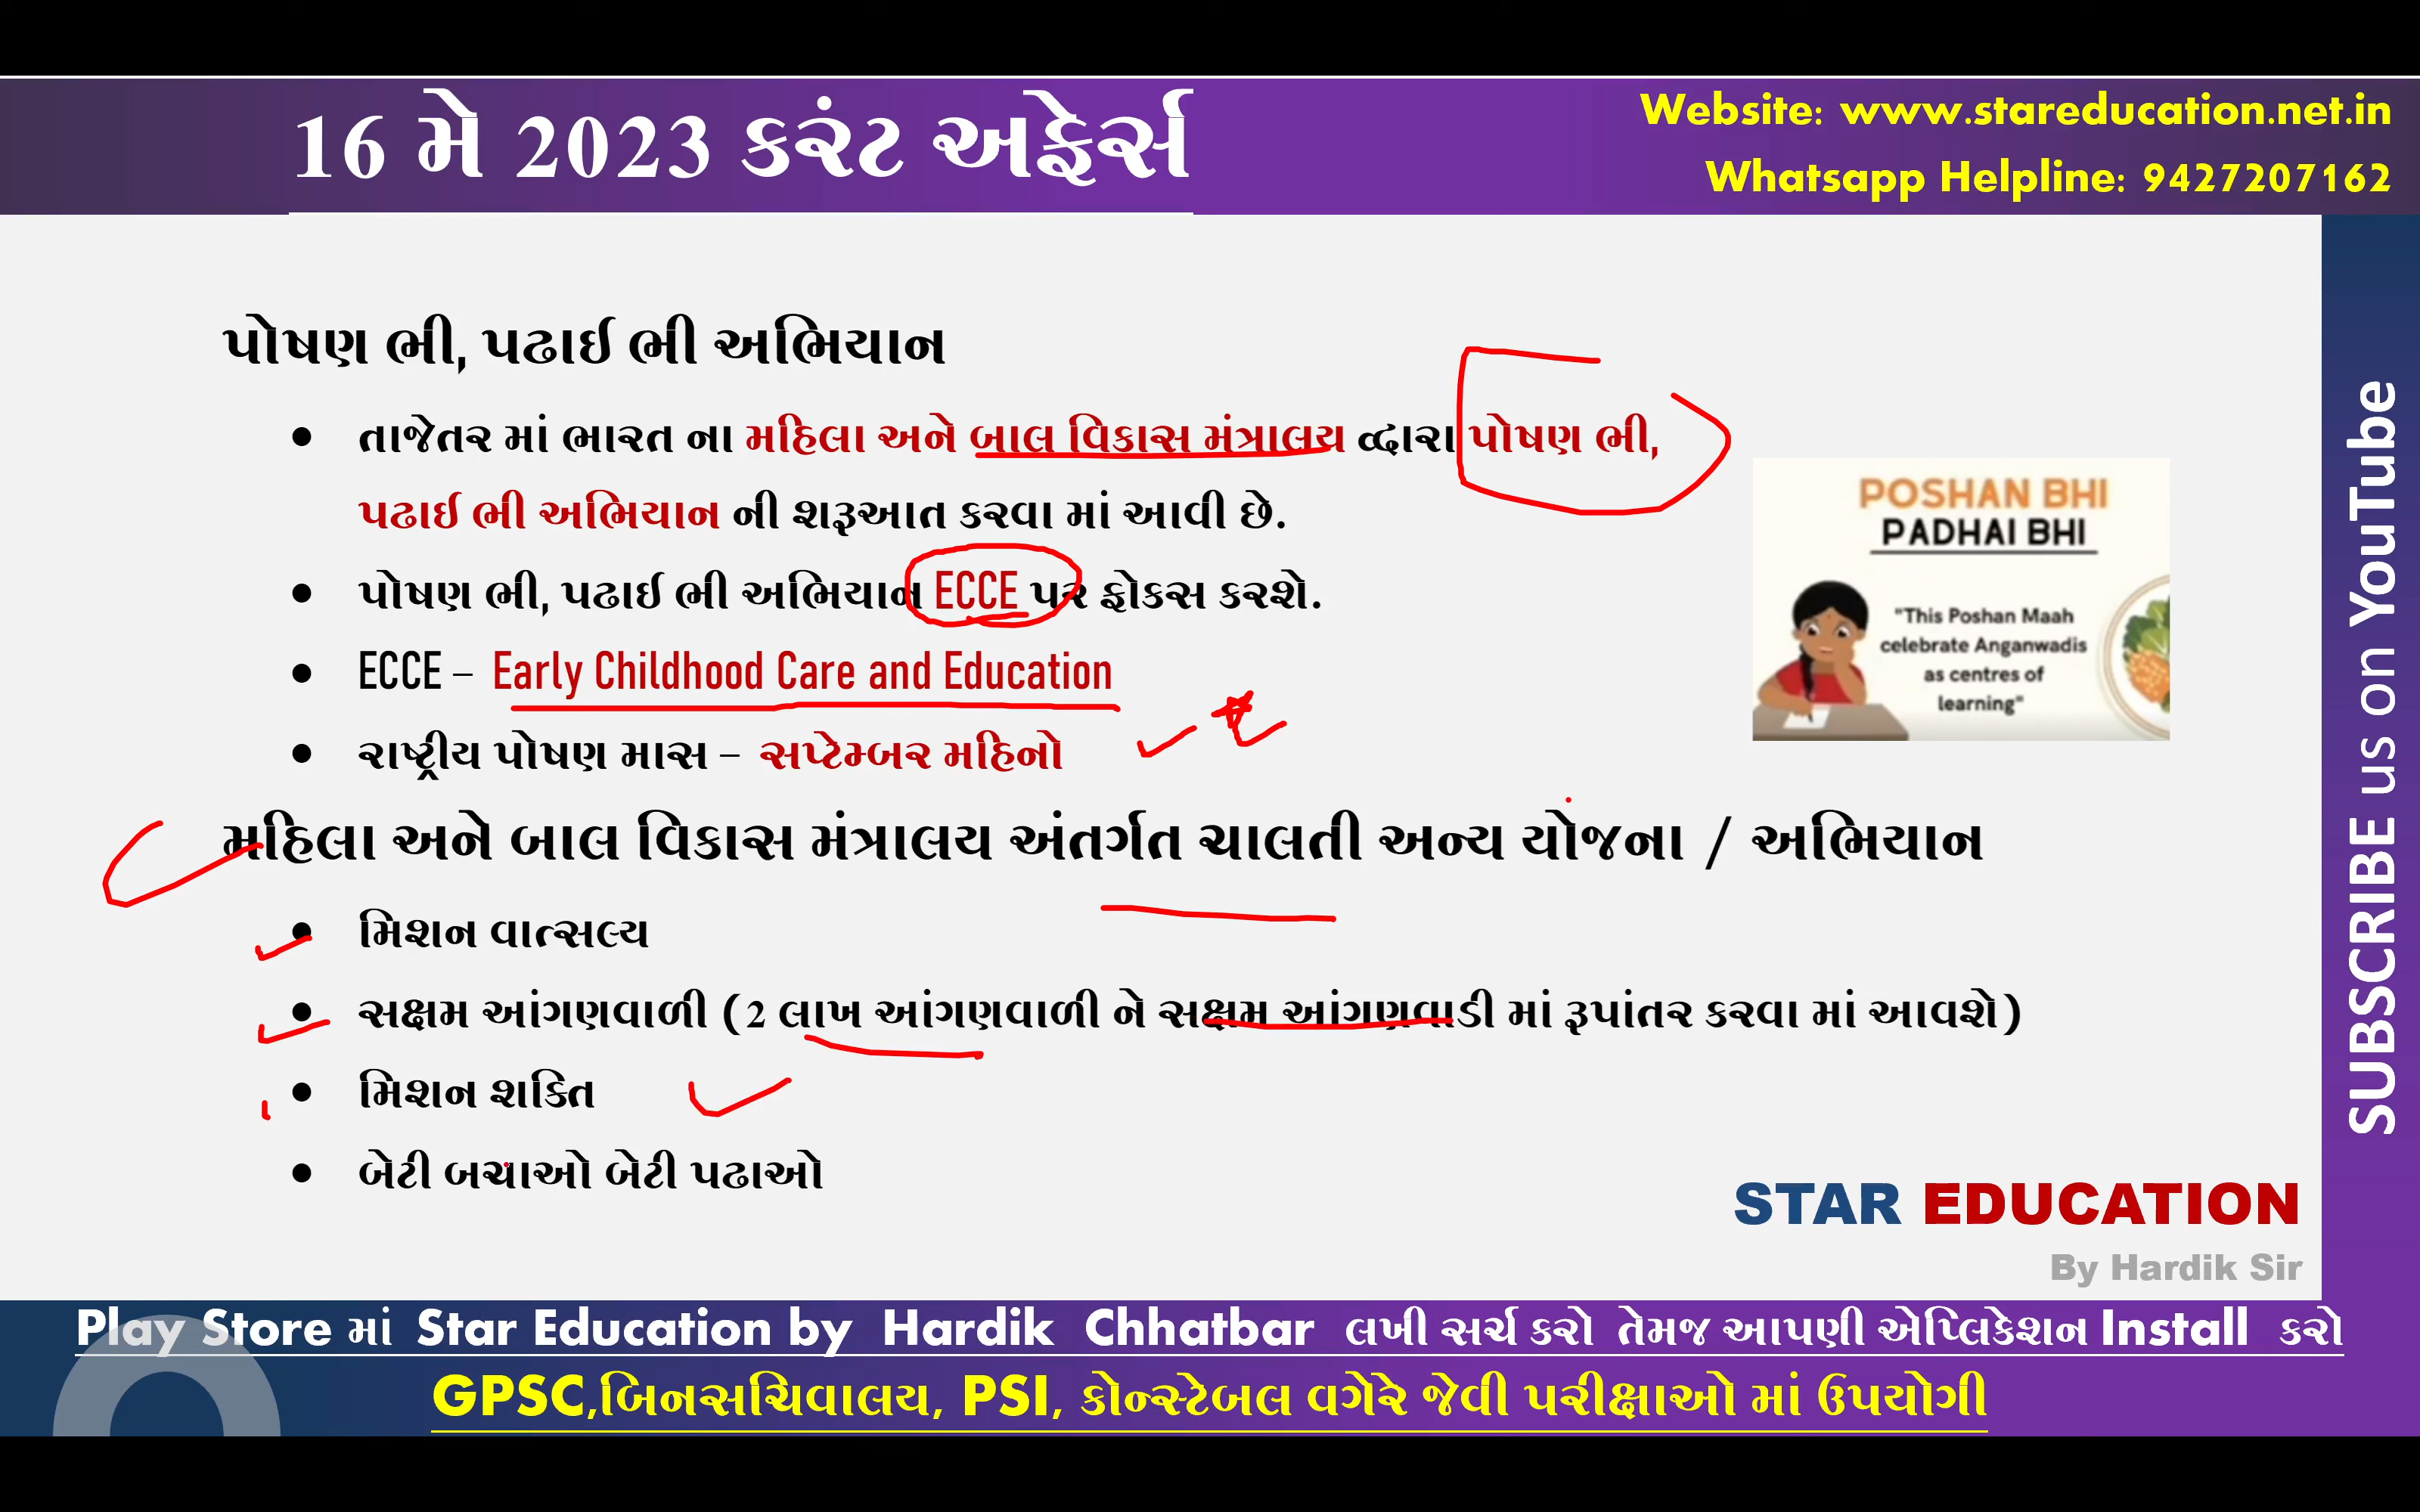 16 મે 2023 કરંટ અફેર્સ
Website: www.stareducation.net.in
Whatsapp Helpline: 9427207162
પોષણ ભી, પઢાઈ ભી અભિયાન
• તાજેતર માં ભારત ના મહિલા અને બાલ વિકાસ મંત્રાલય દ્વારા પોષણ ભી,
પઢાઈ ભી અભિયાન ની શરૂઆત કરવા માં આવી છે.
• પોષણ ભી, પઢાઈ ભી અભિયાન ECCE પર ફોકસ કરશે.
• ECCE – Early Childhood Care and Education
• રાષ્ટ્રીય પોષણ માસ – સપ્ટેમ્બર મહિનો
POSHAN BHI
PADHAI BHI
"This Poshan Maah
celebrate Anganwadis
as centres of
learning"
મહિલા અને બાલ વિકાસ મંત્રાલય અંતર્ગત ચાલતી અન્ય યોજના / અભિયાન
• મિશન વાત્સલ્ય
• સક્ષમ આંગણવાળી (2 લાખ આંગણવાળી ને સક્ષમ આંગણવાડી માં રૂપાંતર કરવા માં આવશે)
• મિશન શક્તિ
• બેટી બચાઓ બેટી પઢાઓ
STAR EDUCATION
By Hardik Sir
SUBSCRIBE us on YouTube
Play Store માં Star Education by Hardik Chhatbar લખી સર્ચ કરો તેમજ આપણી એપ્લિકેશન Install કરો
GPSC,બિનસચિવાલય, PSI, કોન્સ્ટેબલ વગેરે જેવી પરીક્ષાઓ માં ઉપયોગી